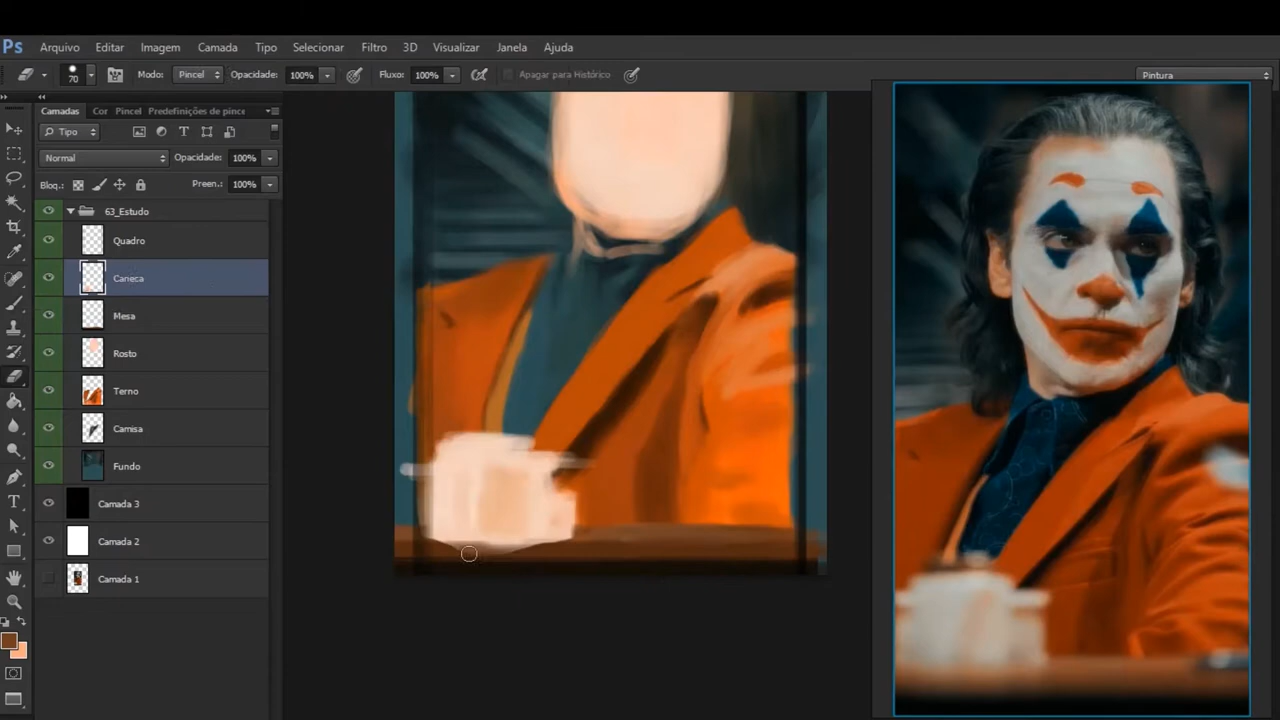 Ps Arquivo Editar Imagem Camada Tipo Selecionar Filtro 3D Visualizar Janela Ajuda
70 Modo: Pincel Opacidade: 100% Fluxo: 100% Apagar para Histórico Pintura
Camadas Cor Pincel Predefinições de pince
Tipo
Normal Opacidade: 100%
Bloq.: Preen.: 100%
63_Estudo
Quadro
Caneca
Mesa
Rosto
Terno
Camisa
Fundo
Camada 3
Camada 2
Camada 1